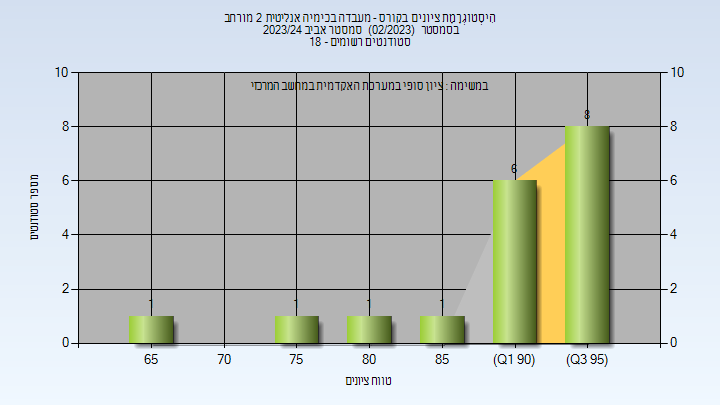 הִיסְטוֹגְרָמַת ציונים בקורס - מעבדה בכימיה אנליטית 2 מורחב
בסמסטר (02/2023) סמסטר אביב 2023/24
סטודנטים רשומים - 18
במשימה : ציון סופי במערכת האקדמית במחשב המרכזי
מספר סטודנטים
10 10
8 8
6 6
4 4
2 2
0 0
1 1 1 1 6 8
65 70 75 80 85 (Q1 90) (Q3 95)
טווח ציונים